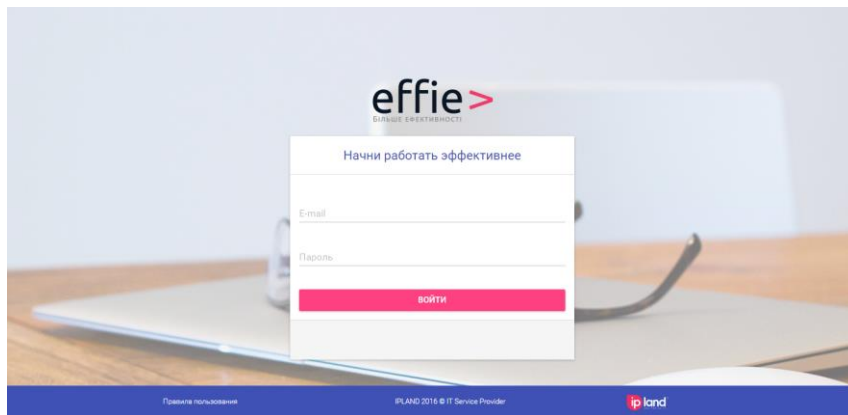 effie>
БІЛЬШЕ ЕФЕКТИВНОСТІ
Начни работать эффективнее
E-mail
Пароль
ВОЙТИ
Правила пользования
IPLAND 2016 © IT Service Provider
ip land